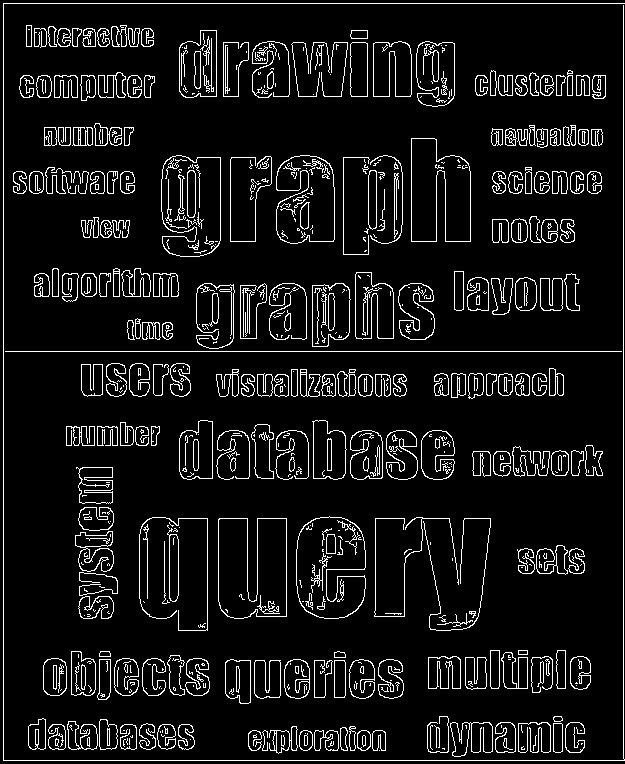 interactive drawing
computer clustering
number navigation
software graph science
view notes
algorithm graphs layout
time
users visualizations approach
number database network
system query sets
objects queries multiple
databases exploration dynamic